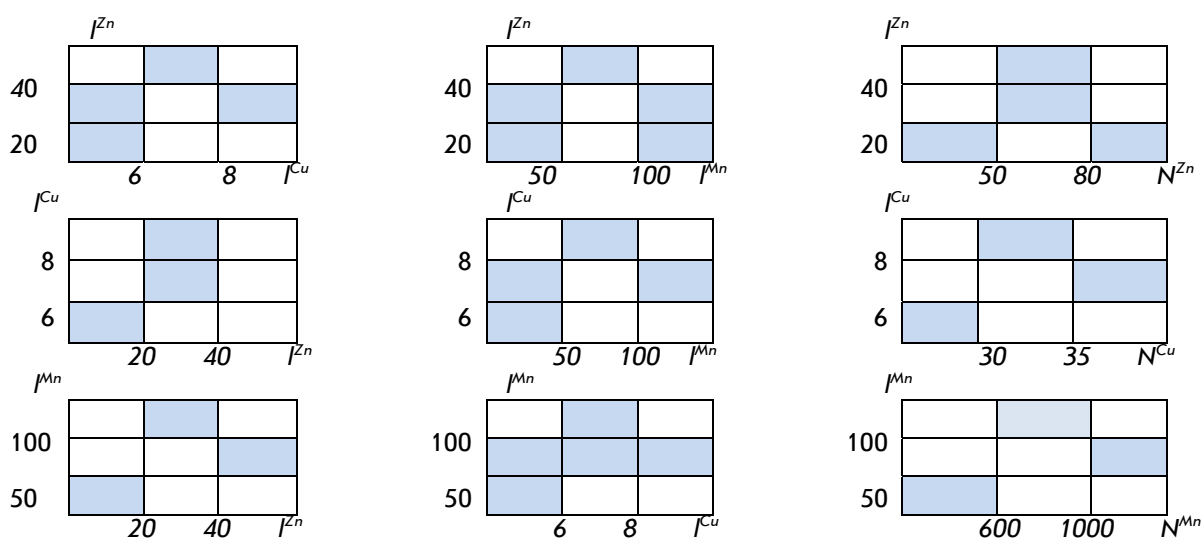 I^Zn I^Zn I^Zn
40 40 40
20 20 20
6 8 I^Cu 50 100 I^Mn 50 80 N^Zn
I^Cu I^Cu I^Cu
8 8 8
6 6 6
20 40 I^Zn 50 100 I^Mn 30 35 N^Cu
I^Mn I^Mn I^Mn
100 100 100
50 50 50
20 40 I^Zn 6 8 I^Cu 600 1000 N^Mn